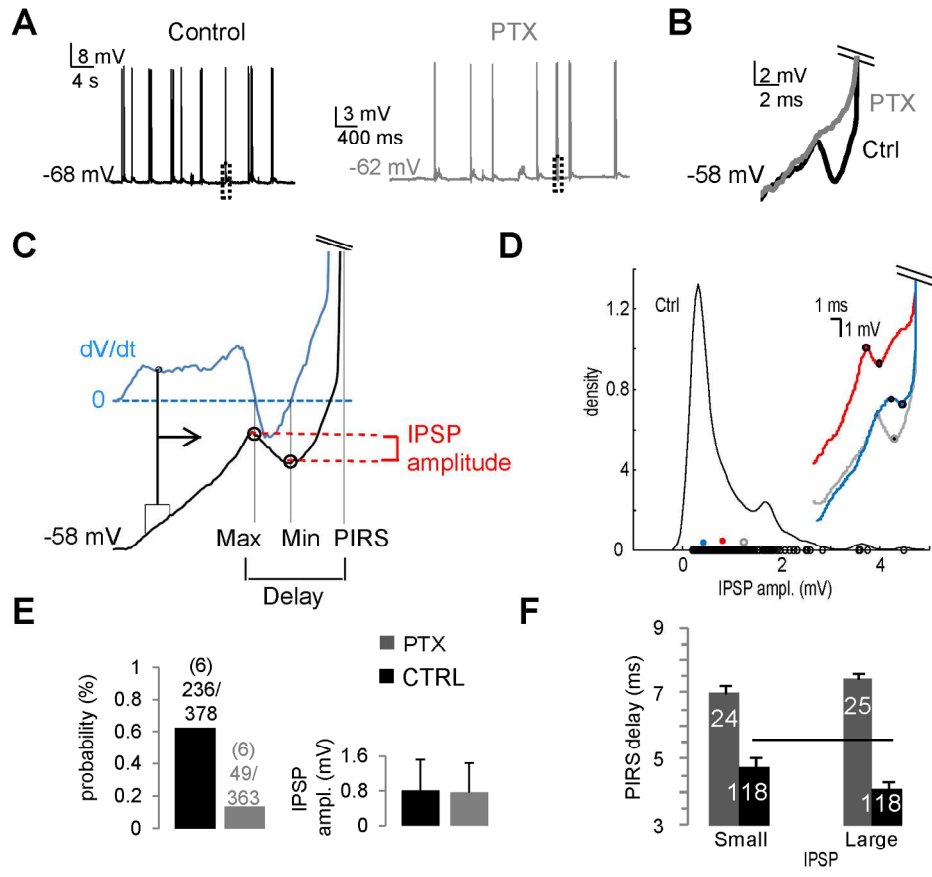 A
Control
8 mV
4 s
-68 mV
PTX
3 mV
400 ms
-62 mV
B
2 mV
2 ms
PTX
Ctrl
-58 mV
C
dV/dt
0
IPSP
amplitude
-58 mV
Max
Min
PIRS
Delay
D
Ctrl
1 ms
1 mV
density
1.2
0.8
.4
0
0
2
4
IPSP ampl. (mV)
E
PTX
CTRL
probability (%)
1
0.8
0.6
0.4
0.2
0
(6)
236/
378
(6)
49/
363
IPSP
ampl. (mV)
1.6
0.8
0
F
PIRS delay (ms)
9
7
5
3
24
118
25
118
Small
Large
IPSP